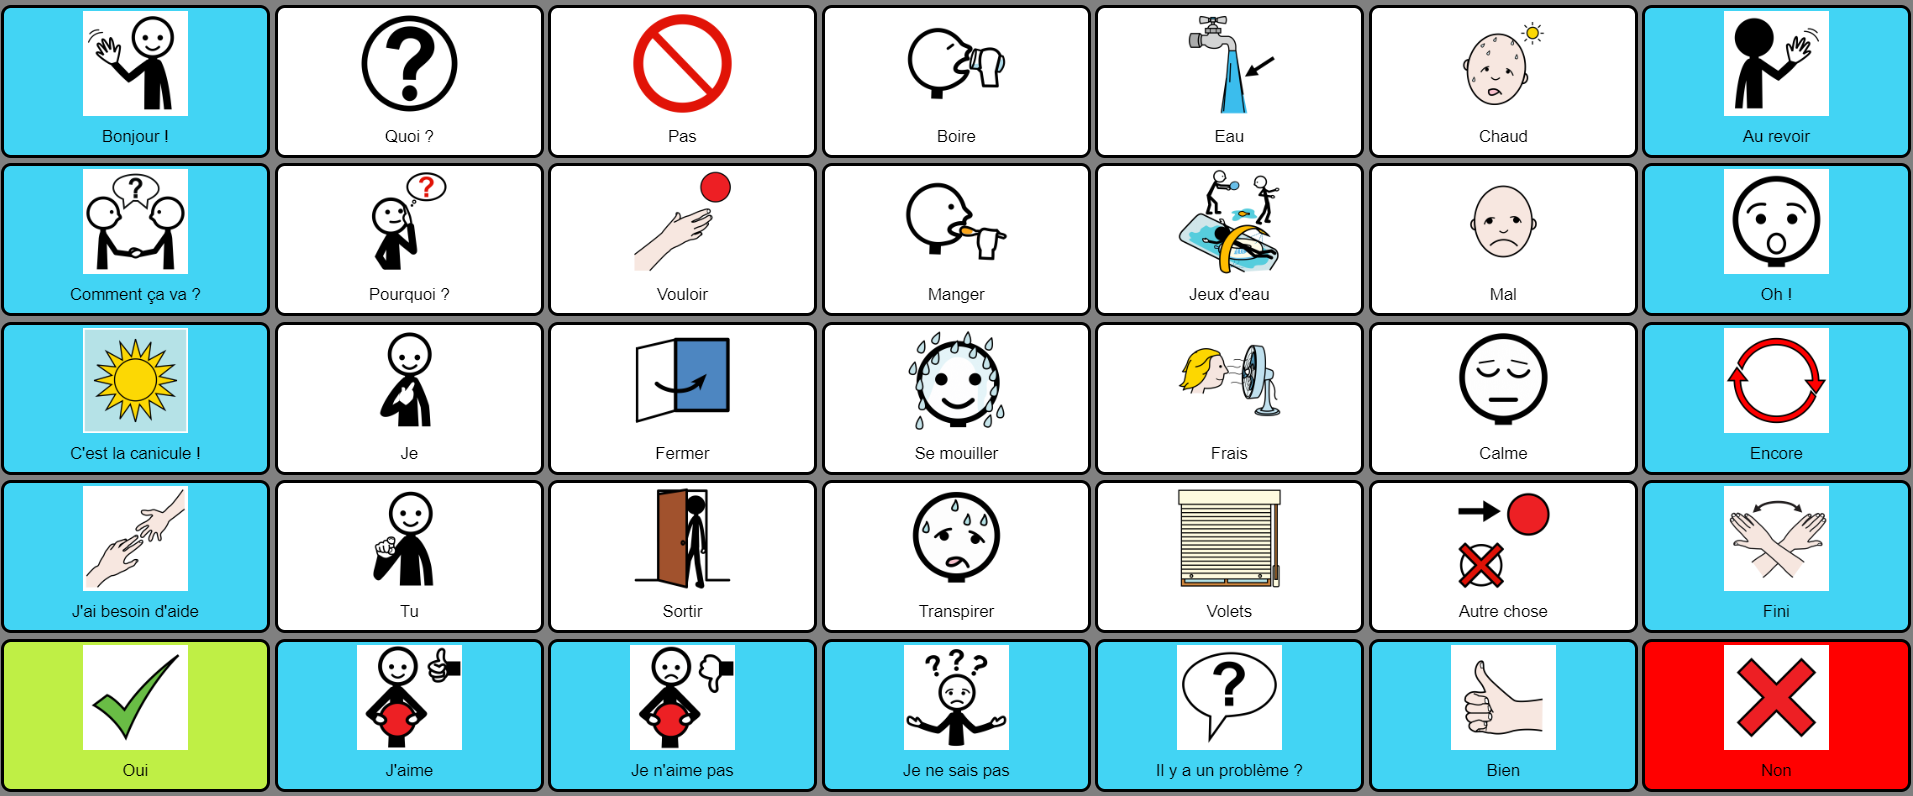 Bonjour !
Quoi ?
Pas
Boire
Eau
Chaud
Au revoir
Comment ça va ?
Pourquoi ?
Vouloir
Manger
Jeux d'eau
Mal
Oh !
C'est la canicule !
Je
Fermer
Se mouiller
Frais
Calme
Encore
J'ai besoin d'aide
Tu
Sortir
Transpirer
Volets
Autre chose
Fini
Oui
J'aime
Je n'aime pas
Je ne sais pas
Il y a un problème ?
Bien
Non